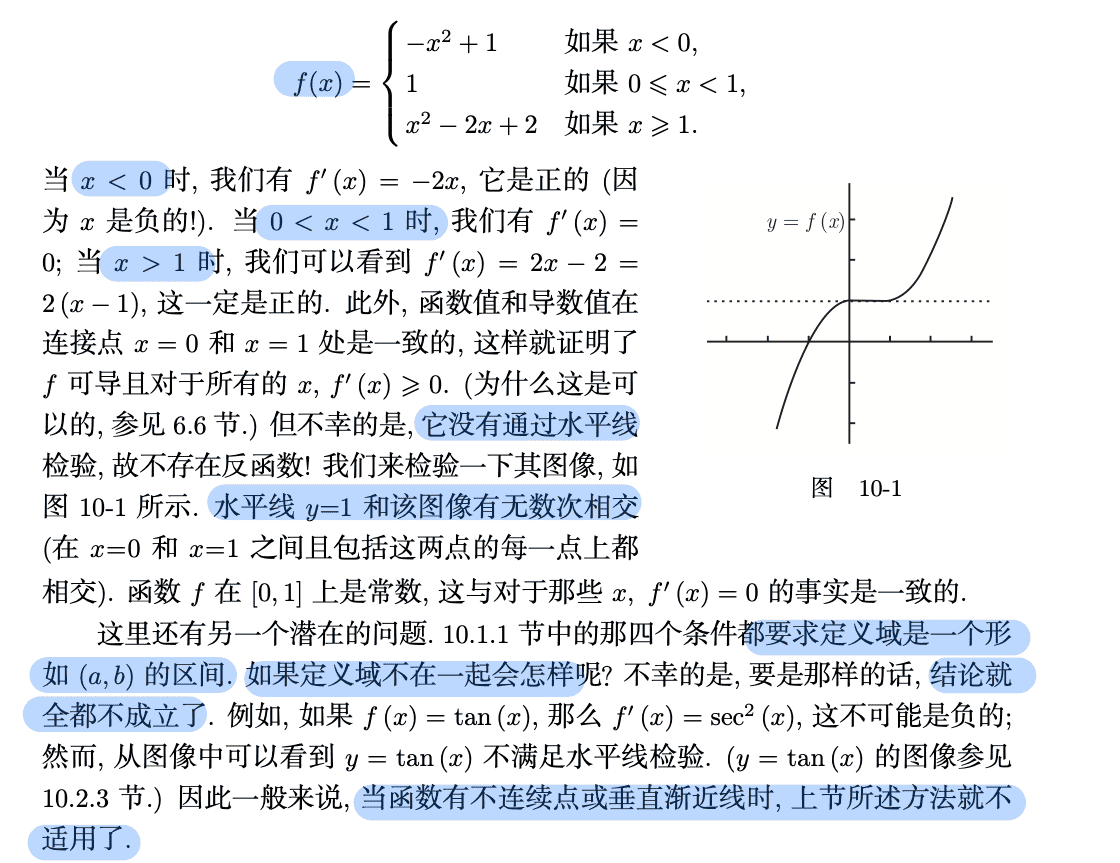 f(x) = { −x² + 1 如果 x < 0,
1 如果 0 ⩽ x < 1,
x² − 2x + 2 如果 x ⩾ 1.
当 x < 0 时, 我们有 f′(x) = −2x, 它是正的 (因
为 x 是负的!). 当 0 < x < 1 时, 我们有 f′(x) =
0; 当 x > 1 时, 我们可以看到 f′(x) = 2x − 2 =
2(x − 1), 这一定是正的. 此外, 函数值和导数值在
连接点 x = 0 和 x = 1 处是一致的, 这样就证明了
f 可导且对于所有的 x, f′(x) ⩾ 0. (为什么这是可
以的, 参见 6.6 节.) 但不幸的是, 它没有通过水平线
检验, 故不存在反函数! 我们来检验一下其图像, 如
图 10-1 所示. 水平线 y=1 和该图像有无数次相交
(在 x=0 和 x=1 之间且包括这两点的每一点上都
相交). 函数 f 在 [0, 1] 上是常数, 这与对于那些 x, f′(x) = 0 的事实是一致的.
y = f(x)
图 10-1
这里还有另一个潜在的问题. 10.1.1 节中的那四个条件都要求定义域是一个形
如 (a, b) 的区间. 如果定义域不在一起会怎样呢? 不幸的是, 要是那样的话, 结论就
全都不成立了. 例如, 如果 f(x) = tan(x), 那么 f′(x) = sec²(x), 这不可能是负的;
然而, 从图像中可以看到 y = tan(x) 不满足水平线检验. (y = tan(x) 的图像参见
10.2.3 节.) 因此一般来说, 当函数有不连续点或垂直渐近线时, 上节所述方法就不
适用了.